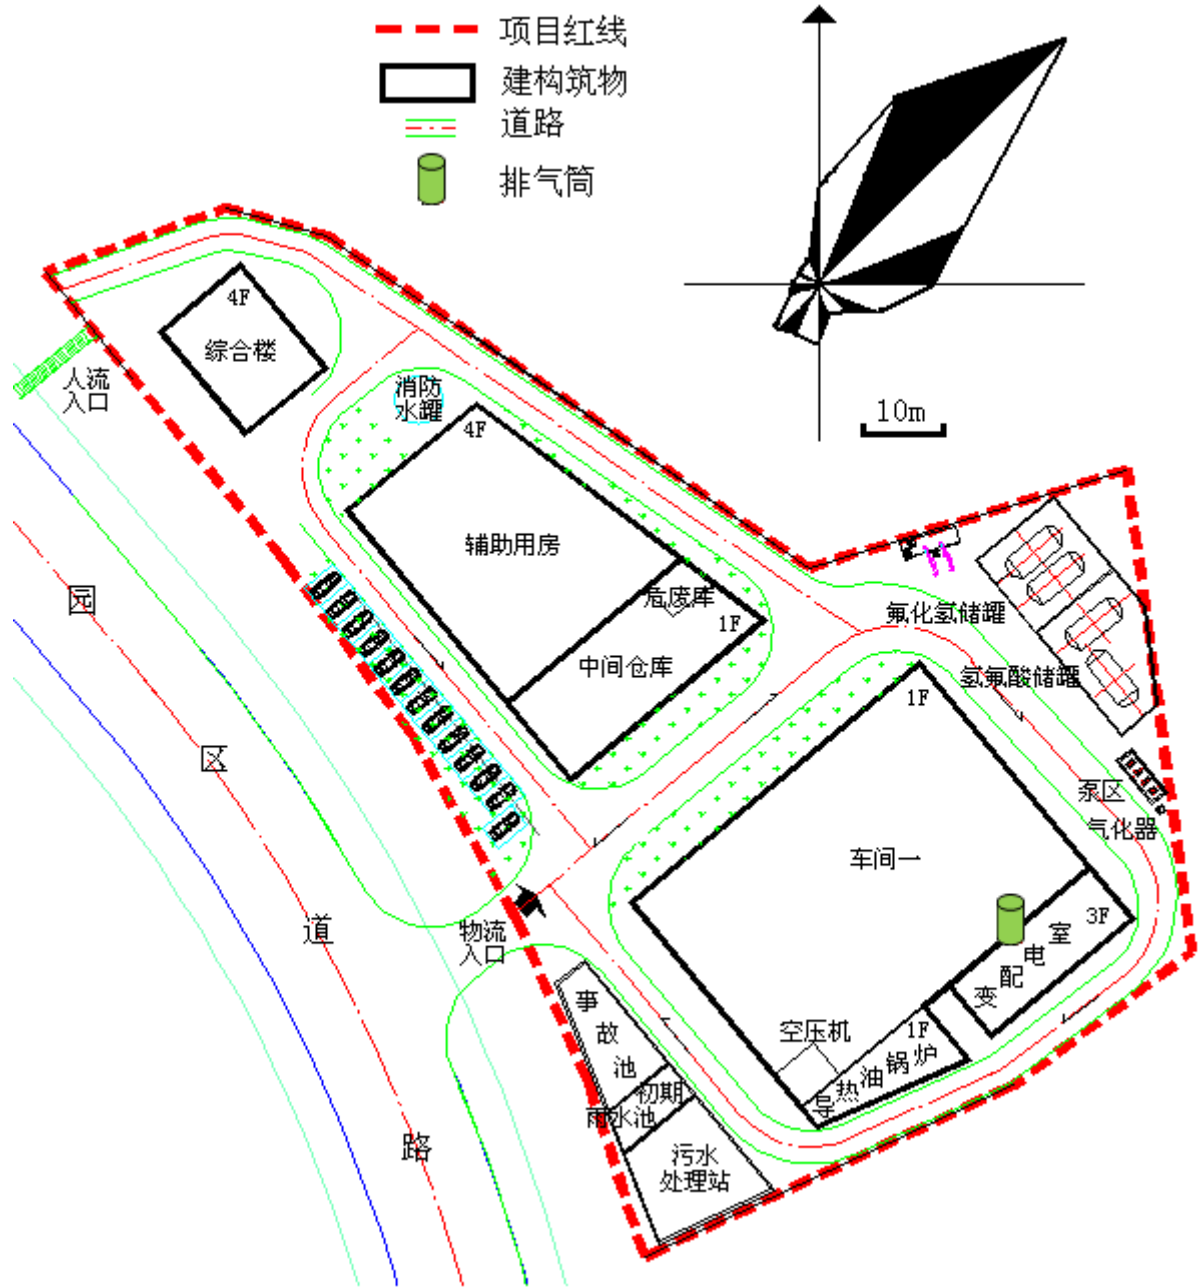 项目红线
建构筑物
道路
排气筒
10m
4F
综合楼
人流
入口
消防
水罐
4F
辅助用房
危废库
1F
中间仓库
氟化氢储罐
氢氟酸储罐
1F
泵区
气化器
车间一
3F
变配电室
空压机
1F
导热油锅炉
物流
入口
事故池
初期
雨水池
污水
处理站
园区道路